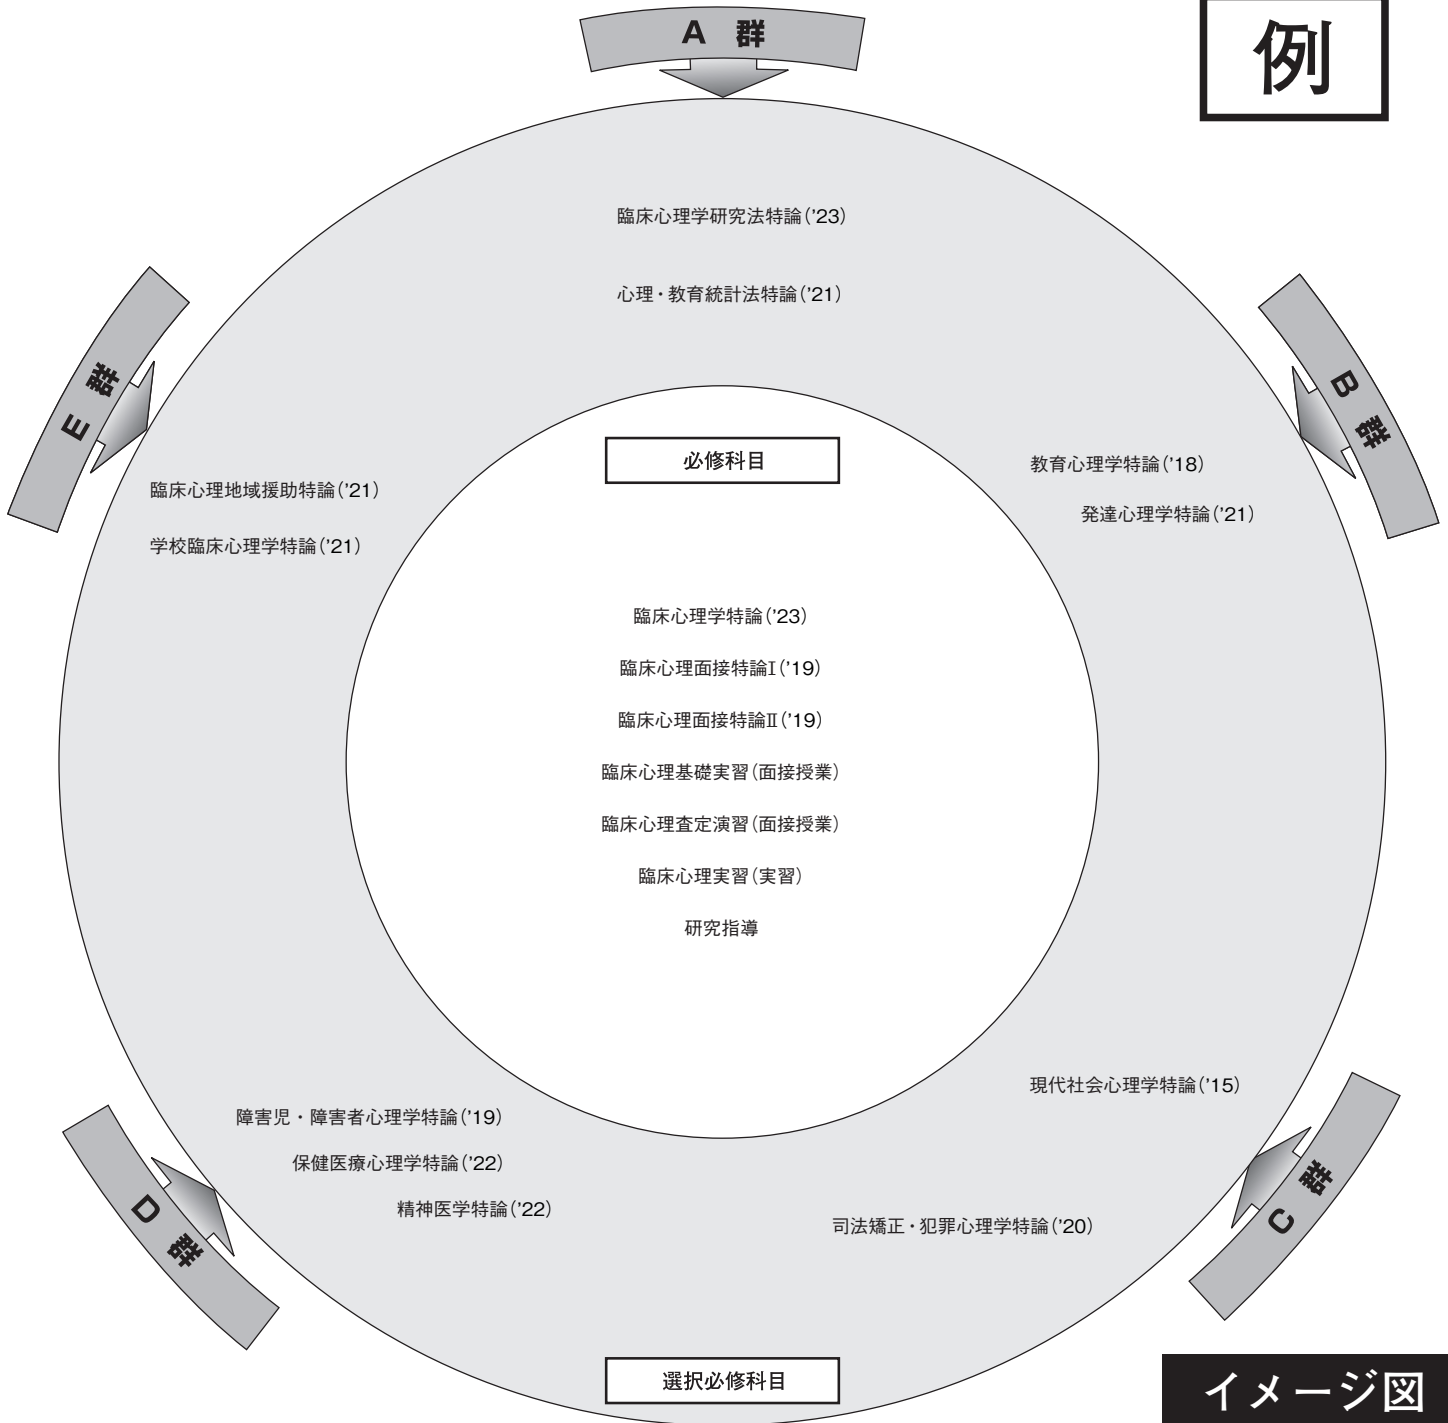 A 群
例
臨床心理学研究法特論('23)
心理・教育統計法特論('21)
E 群
B 群
必修科目
教育心理学特論('18)
発達心理学特論('21)
臨床心理地域援助特論('21)
学校臨床心理学特論('21)
臨床心理学特論('23)
臨床心理面接特論Ⅰ('19)
臨床心理面接特論Ⅱ('19)
臨床心理基礎実習(面接授業)
臨床心理査定演習(面接授業)
臨床心理実習(実習)
研究指導
現代社会心理学特論('15)
司法矯正・犯罪心理学特論('20)
C 群
障害児・障害者心理学特論('19)
保健医療心理学特論('22)
精神医学特論('22)
D 群
選択必修科目
イメージ図